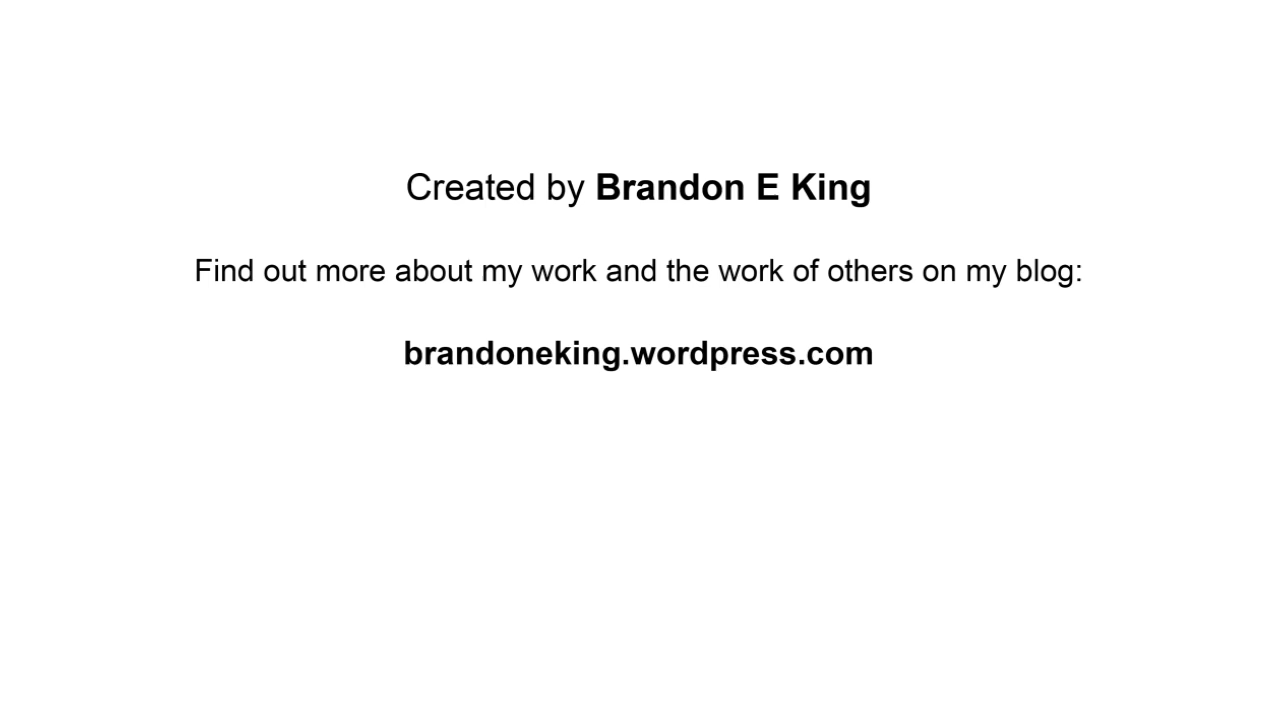 Created by Brandon E King
Find out more about my work and the work of others on my blog:
brandoneking.wordpress.com